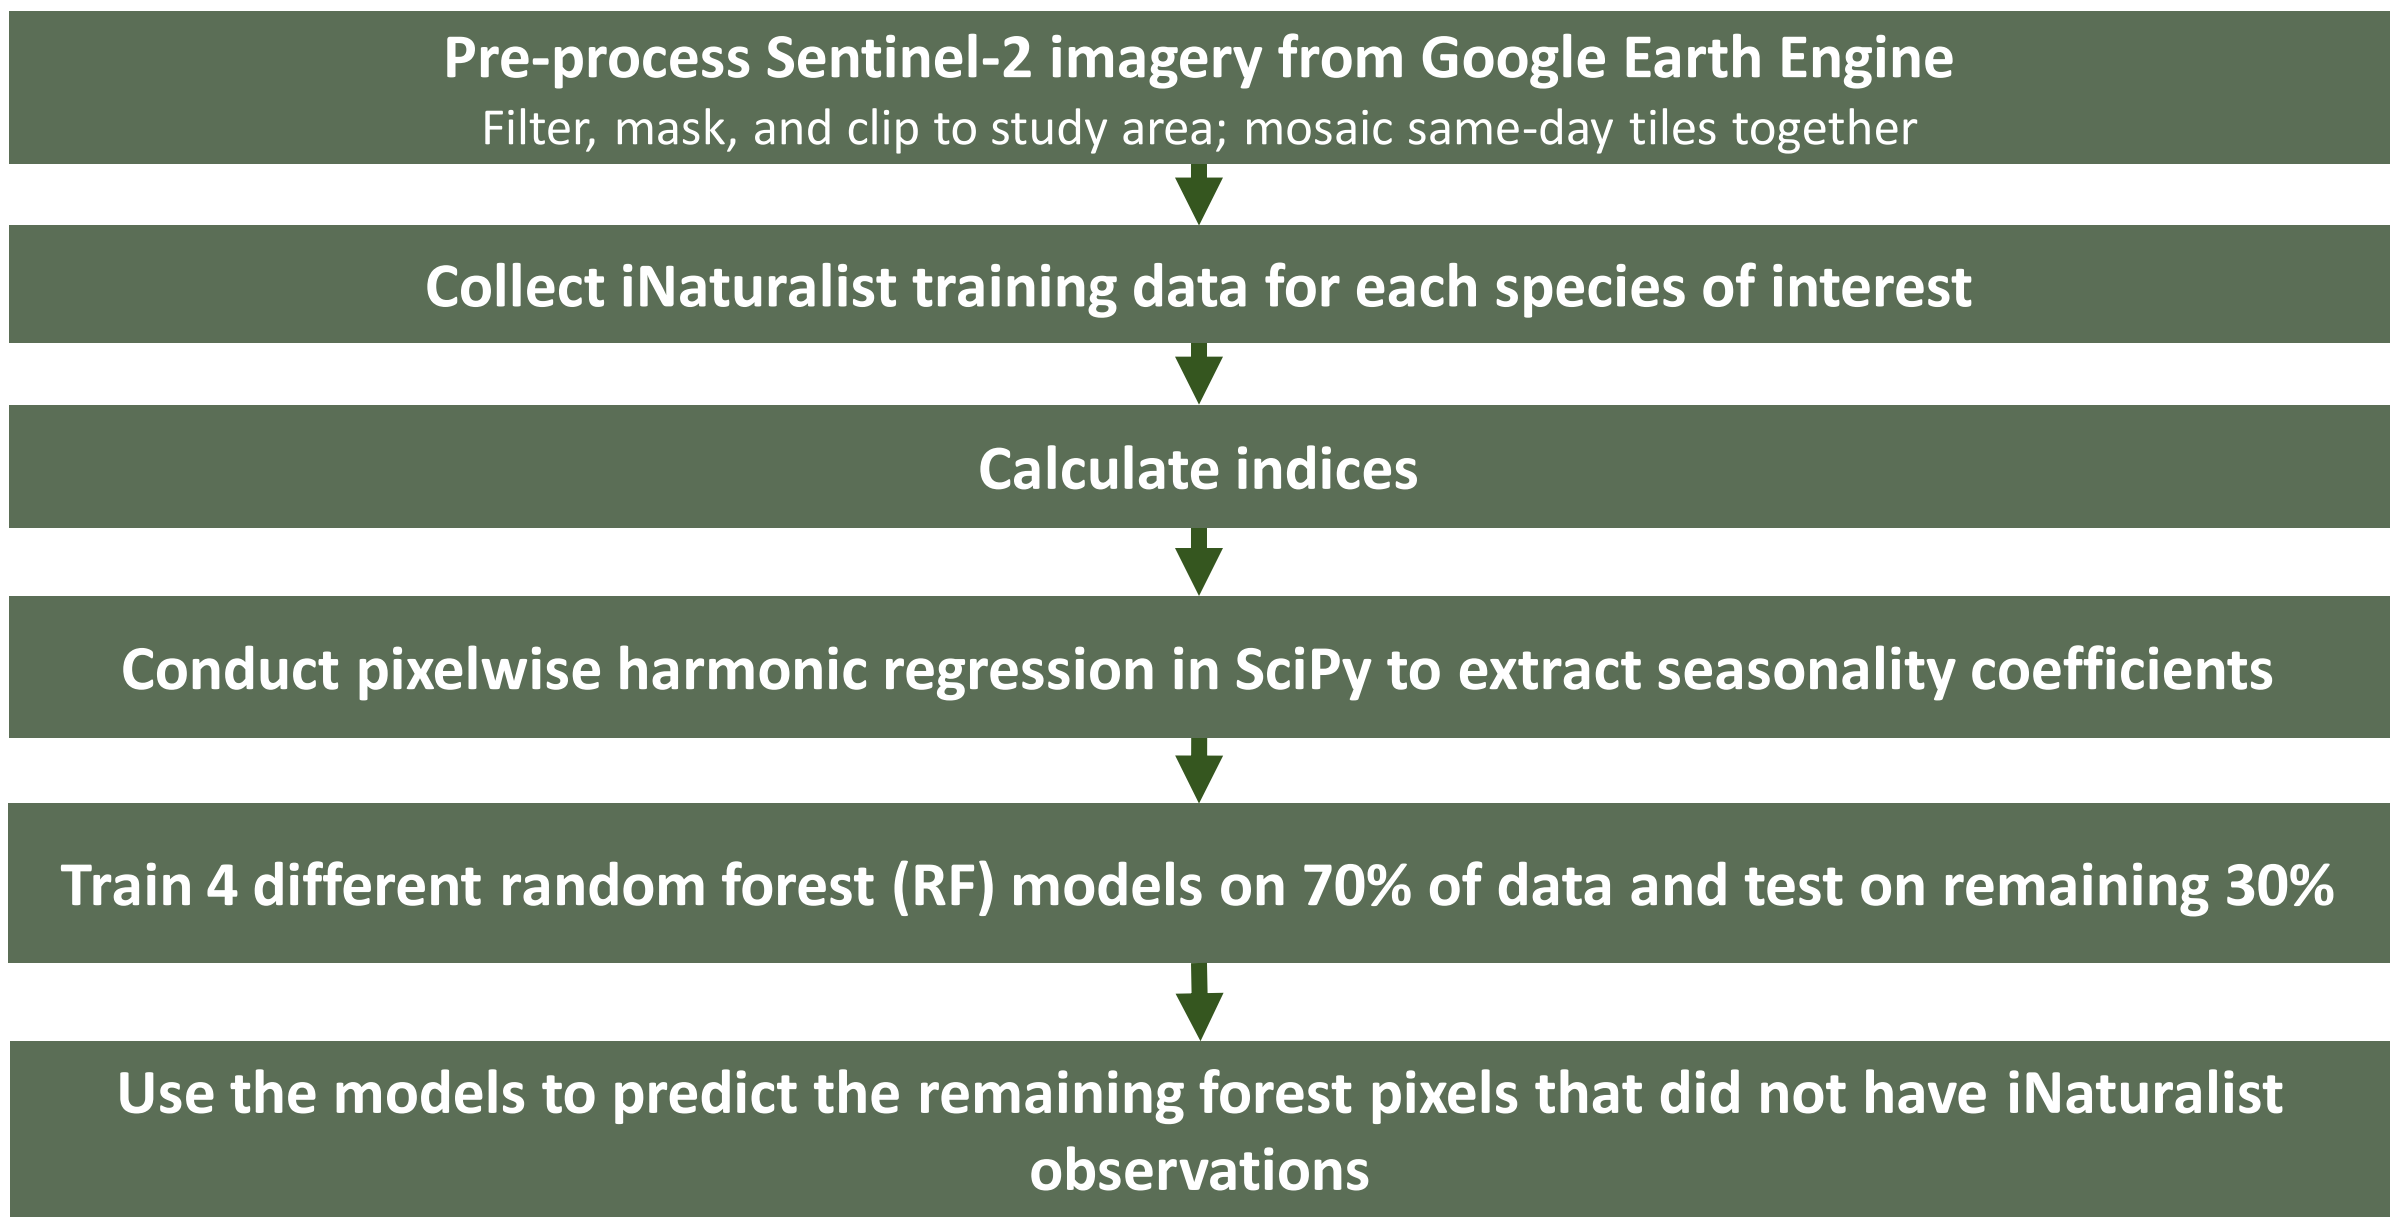 Pre-process Sentinel-2 imagery from Google Earth Engine
Filter, mask, and clip to study area; mosaic same-day tiles together
Collect iNaturalist training data for each species of interest
Calculate indices
Conduct pixelwise harmonic regression in SciPy to extract seasonality coefficients
Train 4 different random forest (RF) models on 70% of data and test on remaining 30%
Use the models to predict the remaining forest pixels that did not have iNaturalist
observations